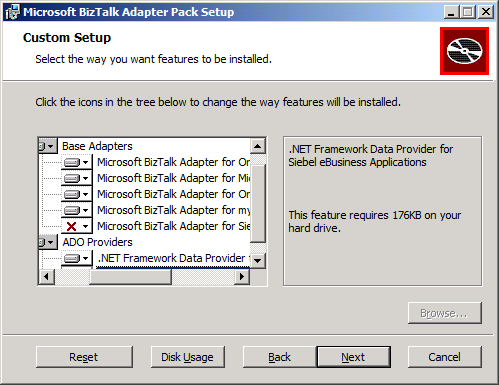 Microsoft BizTalk Adapter Pack Setup
Custom Setup
Select the way you want features to be installed.
Click the icons in the tree below to change the way features will be installed.
Base Adapters
Microsoft BizTalk Adapter for Or
Microsoft BizTalk Adapter for Mic
Microsoft BizTalk Adapter for Or
Microsoft BizTalk Adapter for my
Microsoft BizTalk Adapter for Sie
ADO Providers
.NET Framework Data Provider
.NET Framework Data Provider for
Siebel eBusiness Applications
This feature requires 176KB on your
hard drive.
Browse...
Reset
Disk Usage
Back
Next
Cancel